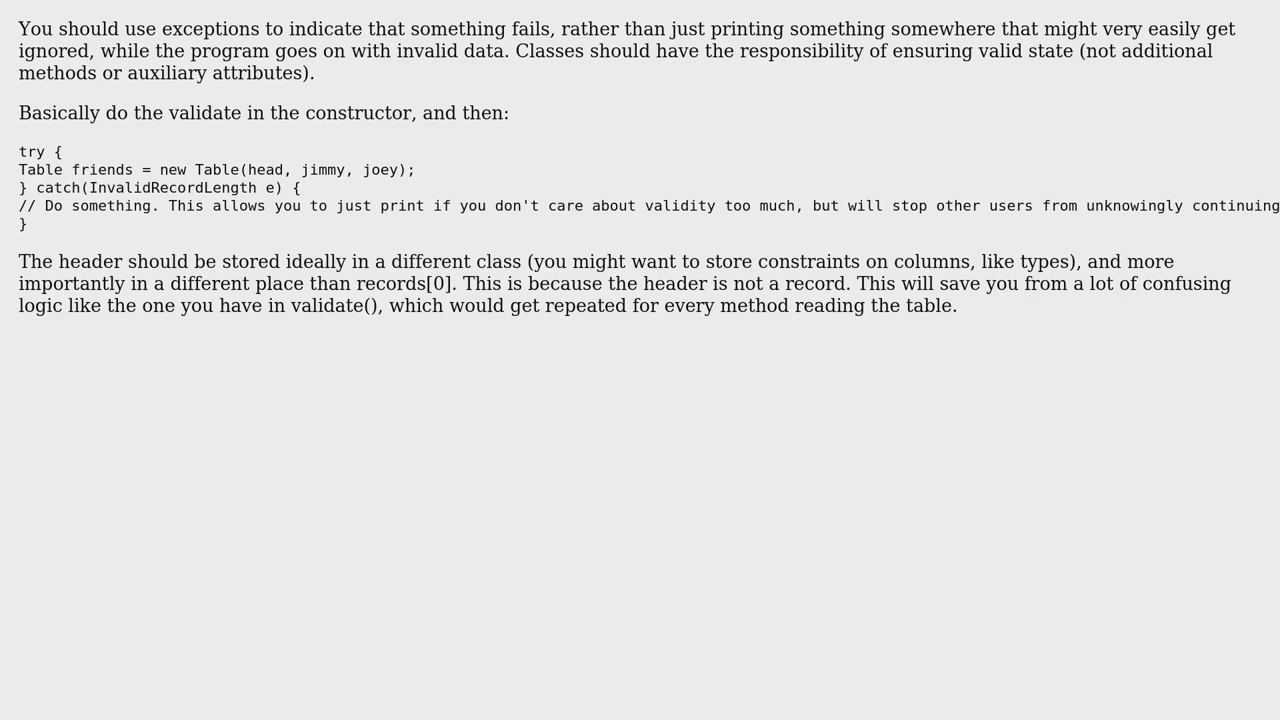 You should use exceptions to indicate that something fails, rather than just printing something somewhere that might very easily get
ignored, while the program goes on with invalid data. Classes should have the responsibility of ensuring valid state (not additional
methods or auxiliary attributes).
Basically do the validate in the constructor, and then:
try {
Table friends = new Table(head, jimmy, joey);
} catch(InvalidRecordLength e) {
// Do something. This allows you to just print if you don't care about validity too much, but will stop other users from unknowingly continuing
}
The header should be stored ideally in a different class (you might want to store constraints on columns, like types), and more
importantly in a different place than records[0]. This is because the header is not a record. This will save you from a lot of confusing
logic like the one you have in validate(), which would get repeated for every method reading the table.